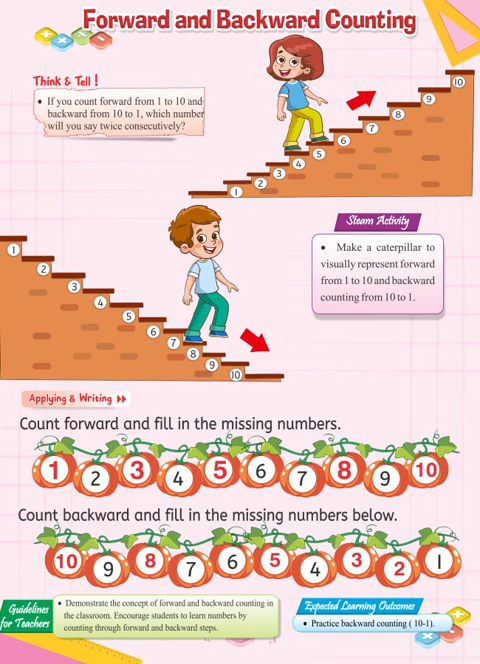 Forward and Backward Counting
Think & Tell !
• If you count forward from 1 to 10 and
backward from 10 to 1, which number
will you say twice consecutively?
1
2
3
4
5
6
7
8
9
10
Steam Activity
• Make a caterpillar to
visually represent forward
from 1 to 10 and backward
counting from 10 to 1.
1
2
3
4
5
6
7
8
9
10
Applying & Writing
Count forward and fill in the missing numbers.
1 2 3 4 5 6 7 8 9 10
Count backward and fill in the missing numbers below.
10 9 8 7 6 5 4 3 2 1
Guidelines
for Teachers
• Demonstrate the concept of forward and backward counting in
the classroom. Encourage students to learn numbers by
counting through forward and backward steps.
Expected Learning Outcomes
• Practice backward counting ( 10-1).